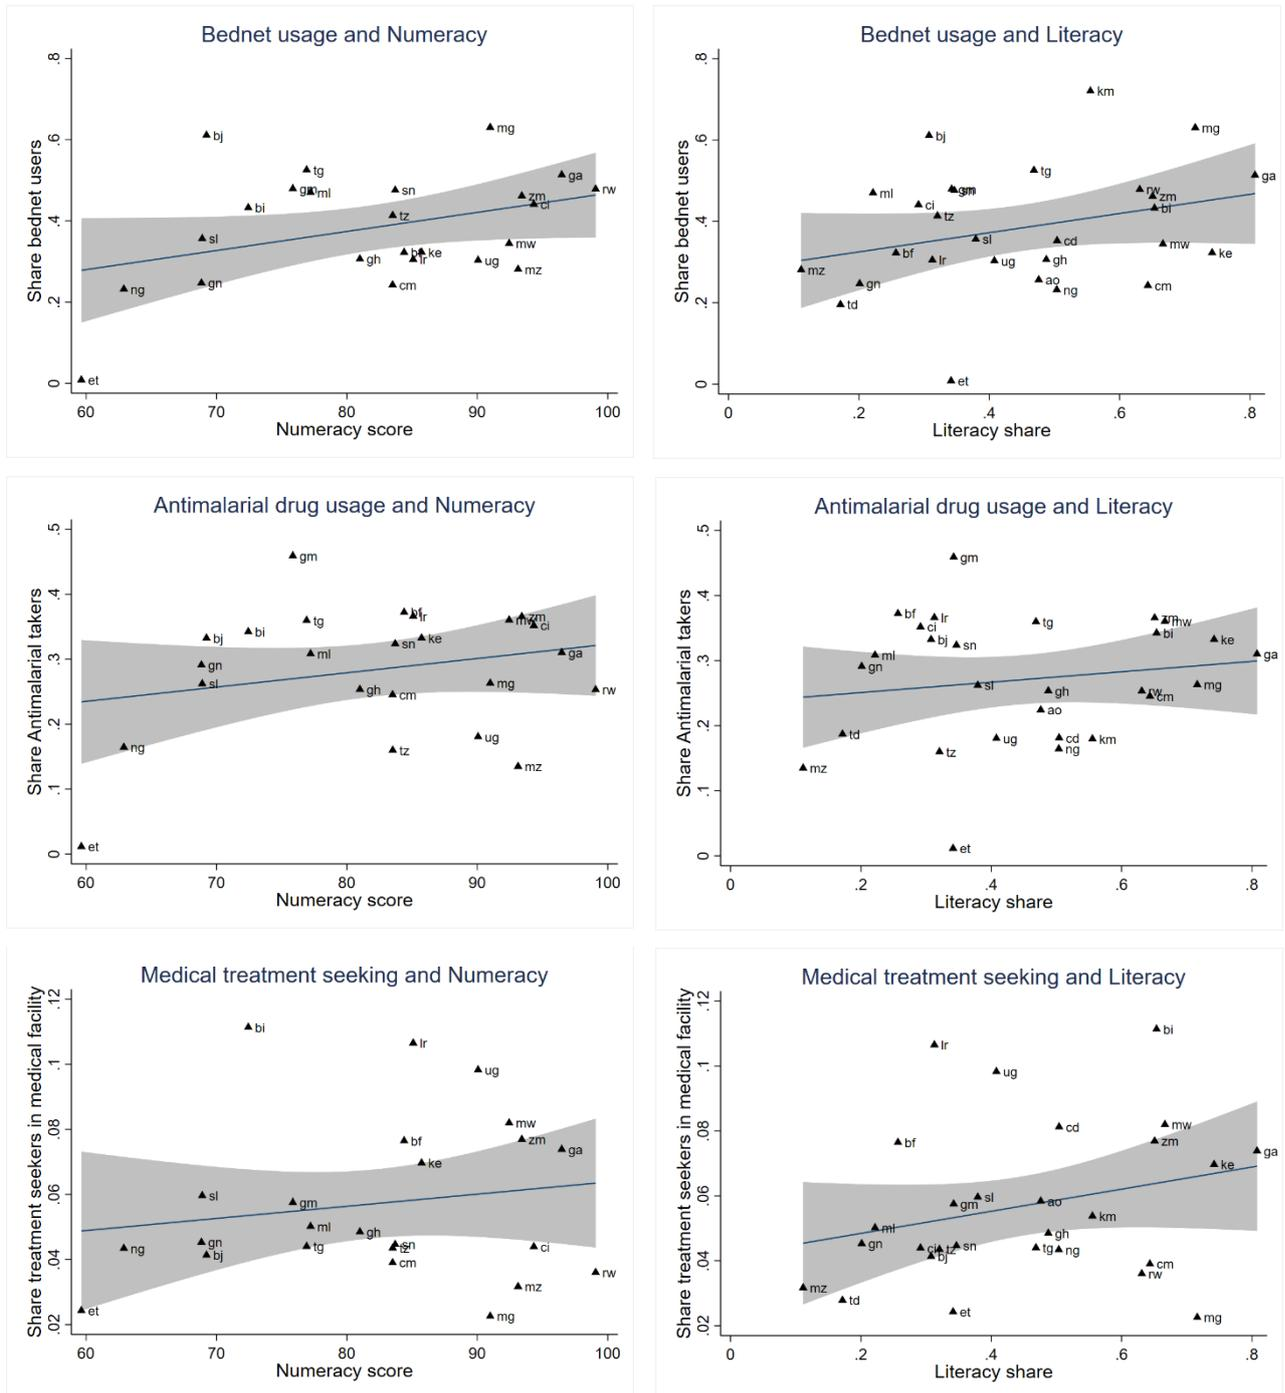 Bednet usage and Numeracy
Share bednet users
.8
.6
.4
.2
0
mg
bj
tg
ga
gm
ml
sn
rw
zm
ci
bi
tz
sl
mw
bf
ke
lr
gh
ug
mz
gn
cm
ng
et
60 70 80 90 100
Numeracy score
Bednet usage and Literacy
Share bednet users
.8
.6
.4
.2
0
km
mg
bj
tg
ga
gm
sn
rw
ml
zm
ci
bi
tz
sl
cd
mw
bf
ke
lr
ug
gh
mz
ao
gn
cm
ng
td
et
0 .2 .4 .6 .8
Literacy share
Antimalarial drug usage and Numeracy
Share Antimalarial takers
.5
.4
.3
.2
.1
0
gm
bf
lr
zm
tg
mw
ci
bi
bj
ke
sn
ml
ga
gn
sl
mg
gh
rw
cm
ug
ng
tz
mz
et
60 70 80 90 100
Numeracy score
Antimalarial drug usage and Literacy
Share Antimalarial takers
.5
.4
.3
.2
.1
0
gm
bf
lr
zm
tg
mw
ci
bi
bj
ke
sn
ml
ga
gn
sl
mg
gh
rw
cm
ao
td
ug
cd
km
ng
tz
mz
et
0 .2 .4 .6 .8
Literacy share
Medical treatment seeking and Numeracy
Share treatment seekers in medical facility
.12
.1
.08
.06
.04
.02
bi
lr
ug
mw
bf
zm
ga
ke
sl
gm
ml
gh
gn
sn
ng
tg
tz
ci
bj
cm
rw
mz
et
mg
60 70 80 90 100
Numeracy score
Medical treatment seeking and Literacy
Share treatment seekers in medical facility
.12
.1
.08
.06
.04
.02
bi
lr
ug
cd
mw
bf
zm
ga
ke
sl
gm
ao
km
ml
gh
gn
ci
tz
sn
tg
ng
bj
cm
rw
mz
td
et
mg
0 .2 .4 .6 .8
Literacy share